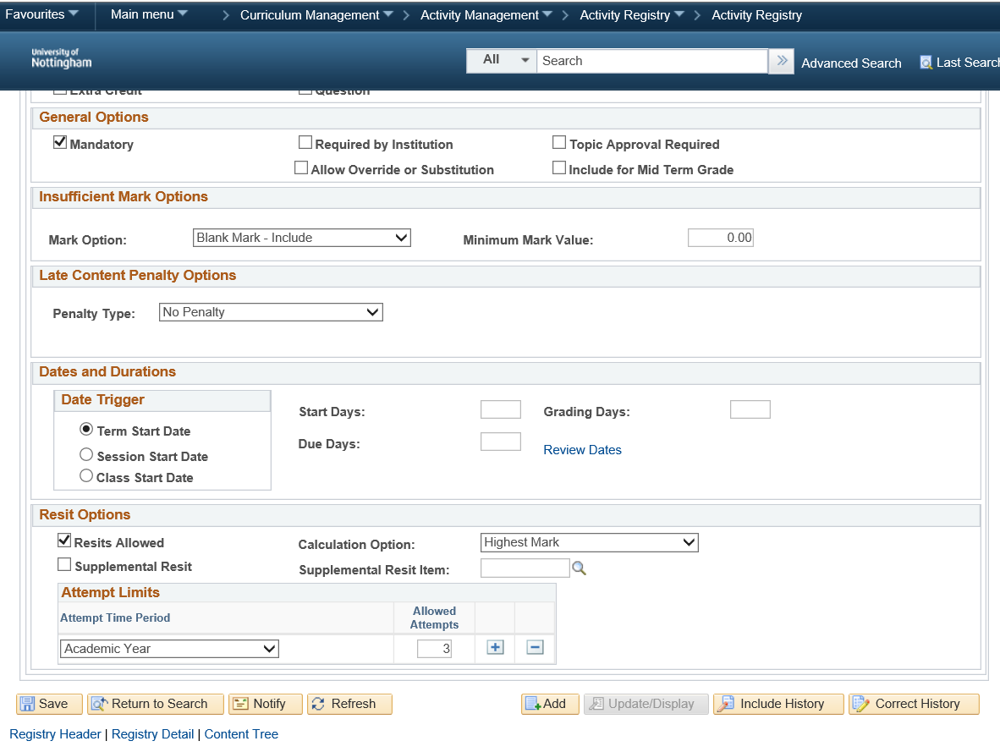 Favourites Main menu > Curriculum Management > Activity Management > Activity Registry > Activity Registry
University of
Nottingham
All Search Advanced Search Last Search
Extra Credit Question
General Options
Mandatory Required by Institution Topic Approval Required
Allow Override or Substitution Include for Mid Term Grade
Insufficient Mark Options
Mark Option: Blank Mark - Include Minimum Mark Value: 0.00
Late Content Penalty Options
Penalty Type: No Penalty
Dates and Durations
Date Trigger
Start Days: Grading Days:
Term Start Date
Due Days: Review Dates
Session Start Date
Class Start Date
Resit Options
Resits Allowed Calculation Option: Highest Mark
Supplemental Resit Supplemental Resit Item:
Attempt Limits
Attempt Time Period Allowed
Attempts
Academic Year 3
Save Return to Search Notify Refresh Add Update/Display Include History Correct History
Registry Header | Registry Detail | Content Tree